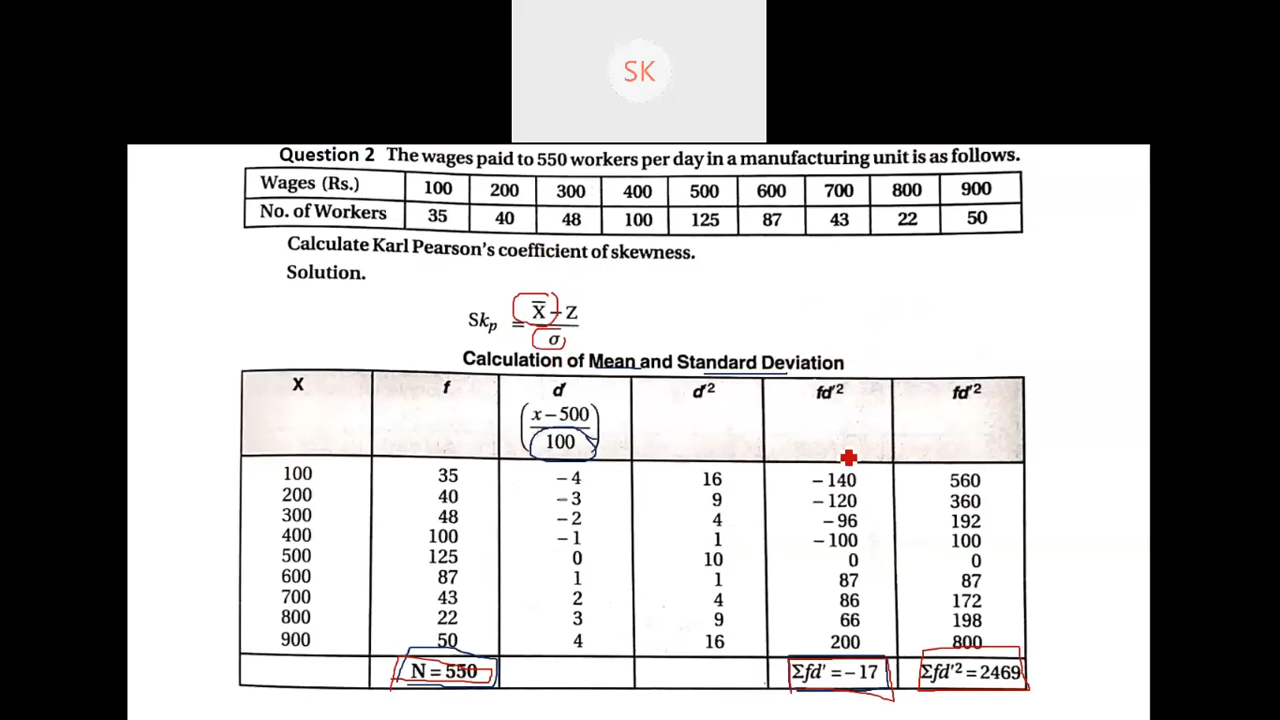 SK
Question 2 The wages paid to 550 workers per day in a manufacturing unit is as follows.
Wages (Rs.) 100 200 300 400 500 600 700 800 900
No. of Workers 35 40 48 100 125 87 43 22 50
Calculate Karl Pearson's coefficient of skewness.
Solution.
Skp = (X̅ – Z) / σ
Calculation of Mean and Standard Deviation
X f d d² fd'² fd'²
(x – 500 / 100)
100 35 – 4 16 – 140 560
200 40 – 3 9 – 120 360
300 48 – 2 4 – 96 192
400 100 – 1 1 – 100 100
500 125 0 10 0 0
600 87 1 1 87 87
700 43 2 4 86 172
800 22 3 9 66 198
900 50 4 16 200 800
N = 550 Σfd' = – 17 Σfd'² = 2469